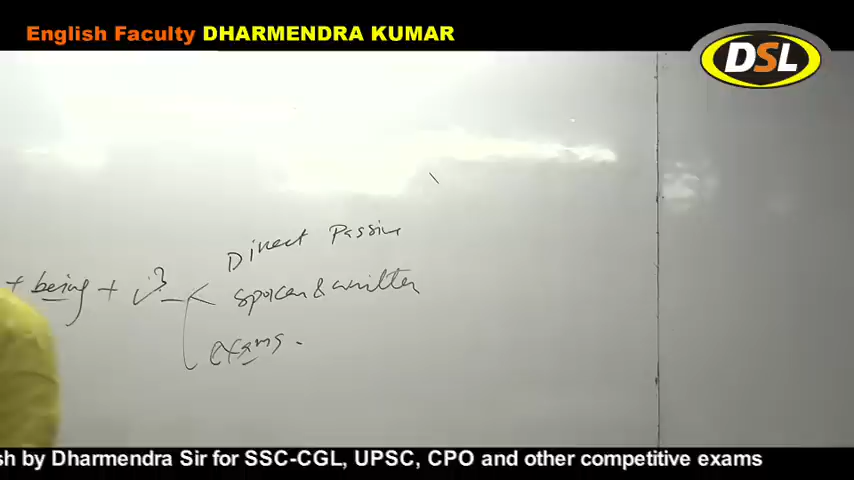 English Faculty DHARMENDRA KUMAR
DSL
Direct Passive
+ being + v3
spoken & written
exams.
sh by Dharmendra Sir for SSC-CGL, UPSC, CPO and other competitive exams